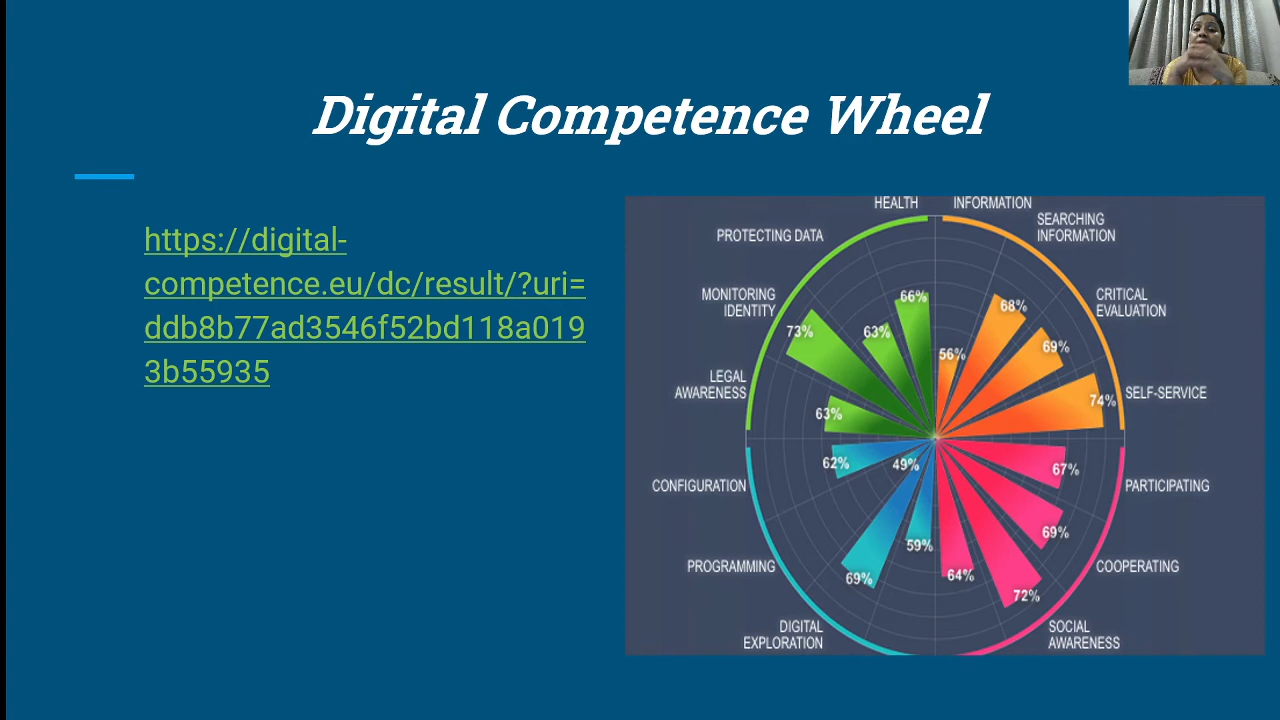 Digital Competence Wheel
https://digital-
competence.eu/dc/result/?uri=
ddb8b77ad3546f52bd118a019
3b55935
HEALTH
INFORMATION
PROTECTING DATA
SEARCHING
INFORMATION
MONITORING
IDENTITY
CRITICAL
EVALUATION
LEGAL
AWARENESS
SELF-SERVICE
CONFIGURATION
PARTICIPATING
PROGRAMMING
COOPERATING
DIGITAL
EXPLORATION
SOCIAL
AWARENESS
66%
68%
73%
63%
56%
69%
74%
63%
62%
49%
67%
69%
59%
64%
69%
72%